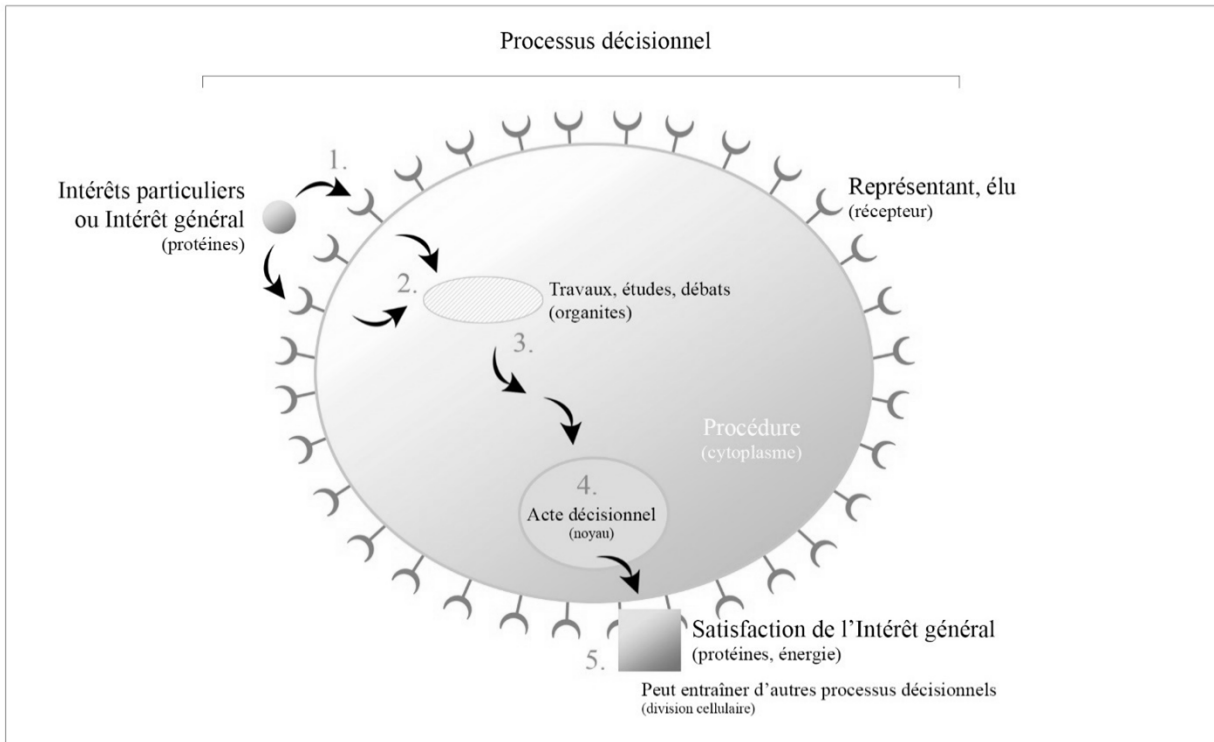 Processus décisionnel
1.
Intérêts particuliers
ou Intérêt général
(protéines)
Représentant, élu
(récepteur)
2.
Travaux, études, débats
(organites)
3.
Procédure
(cytoplasme)
4.
Acte décisionnel
(noyau)
5.
Satisfaction de l’Intérêt général
(protéines, énergie)
Peut entraîner d’autres processus décisionnels
(division cellulaire)